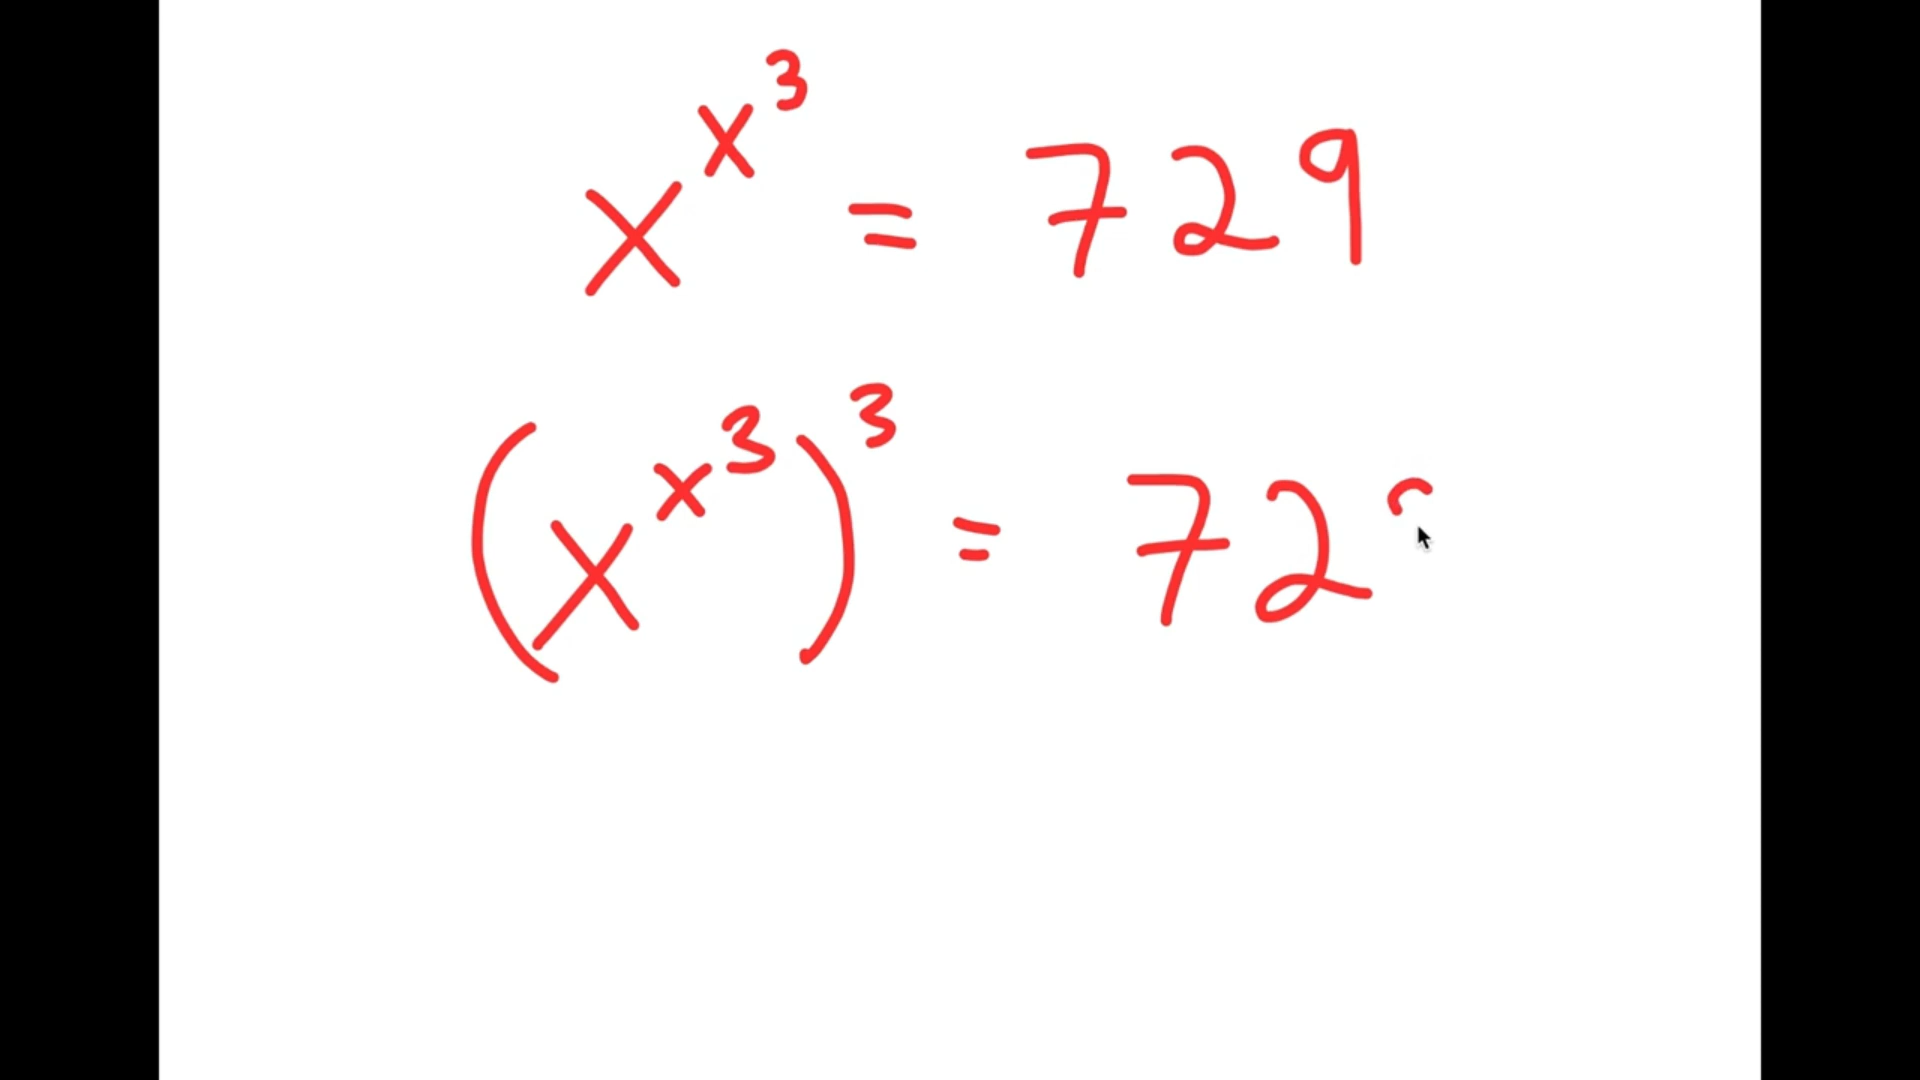 x^x^3 = 729
(x^x^3)^3 = 72